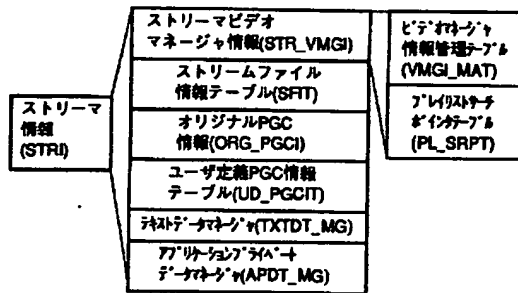 ストリーマ
情報
(STRI)
ストリーマビデオ
マネージャ情報(STR_VMGI)
ストリームファイル
情報テーブル(SFIT)
オリジナルPGC
情報(ORG_PGCI)
ユーザ定義PGC情報
テーブル(UD_PGCIT)
ﾃｷｽﾄﾃﾞｰﾀﾏﾈｰｼﾞｬ(TXTDT_MG)
ｱﾌﾟﾘｹｰｼｮﾝﾌﾟﾗｲﾍﾞｰﾄ
ﾃﾞｰﾀﾏﾈｰｼﾞｬ(APDT_MG)
ﾋﾞﾃﾞｵﾏﾈｰｼﾞｬ
情報管理ﾃｰﾌﾞﾙ
(VMGI_MAT)
ﾌﾟﾚｲﾘｽﾄｻｰﾁ
ﾎﾟｲﾝﾀﾃｰﾌﾞﾙ
(PL_SRPT)